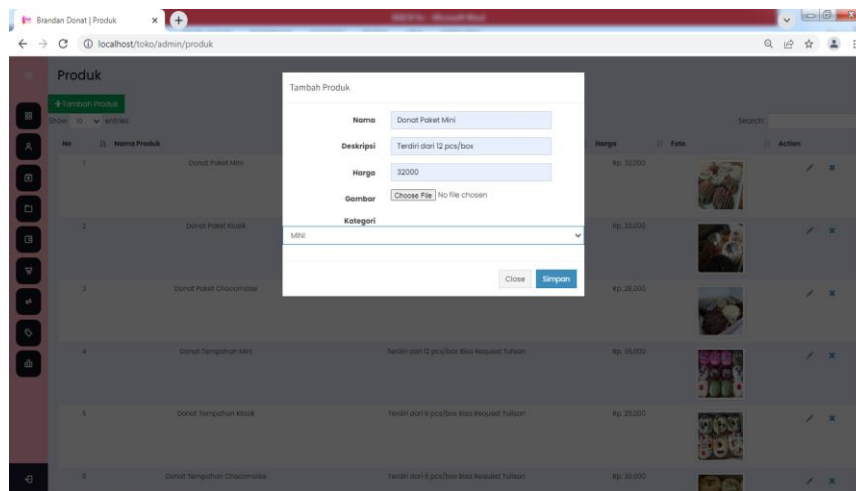 Brandan Donat | Produk
localhost/toko/admin/produk
Produk
+Tambah Produk
Show 10 entries
Search:
No Nama Produk Harga Foto Action
1 Donat Paket Mini Rp. 32,000
2 Donat Paket Klasik Rp. 23,000
3 Donat Paket Chocomaise Rp. 28,000
4 Donat Tempahan Mini Terdiri dari 12 pcs/box Bisa Request Tulisan Rp. 35,000
5 Donat Tempahan Klasik Terdiri dari 6 pcs/box Bisa Request Tulisan Rp. 25,000
6 Donat Tempahan Chocomaise Terdiri dari 6 pcs/box Bisa Request Tulisan Rp. 30,000
Tambah Produk
Nama Donat Paket Mini
Deskripsi Terdiri dari 12 pcs/box
Harga 32000
Gambar Choose File No file chosen
Kategori
MINI
Close Simpan